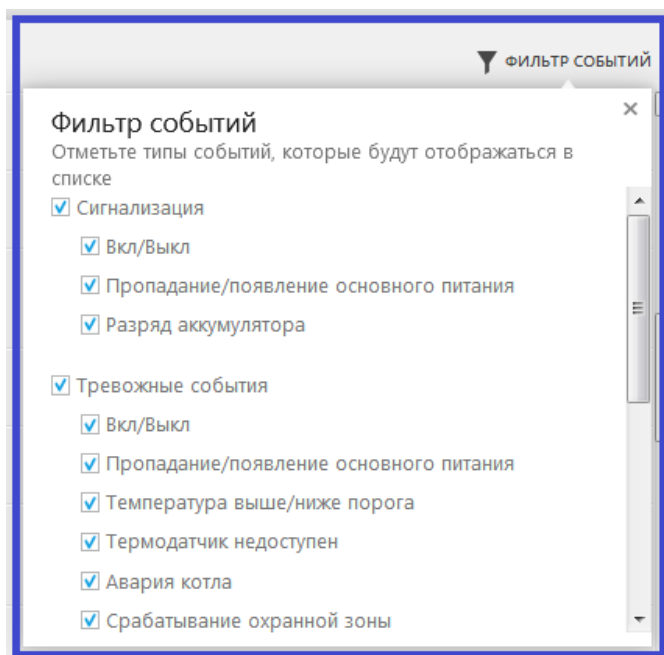 ФИЛЬТР СОБЫТИЙ
Фильтр событий
Отметьте типы событий, которые будут отображаться в
списке
Сигнализация
Вкл/Выкл
Пропадание/появление основного питания
Разряд аккумулятора
Тревожные события
Вкл/Выкл
Пропадание/появление основного питания
Температура выше/ниже порога
Термодатчик недоступен
Авария котла
Срабатывание охранной зоны